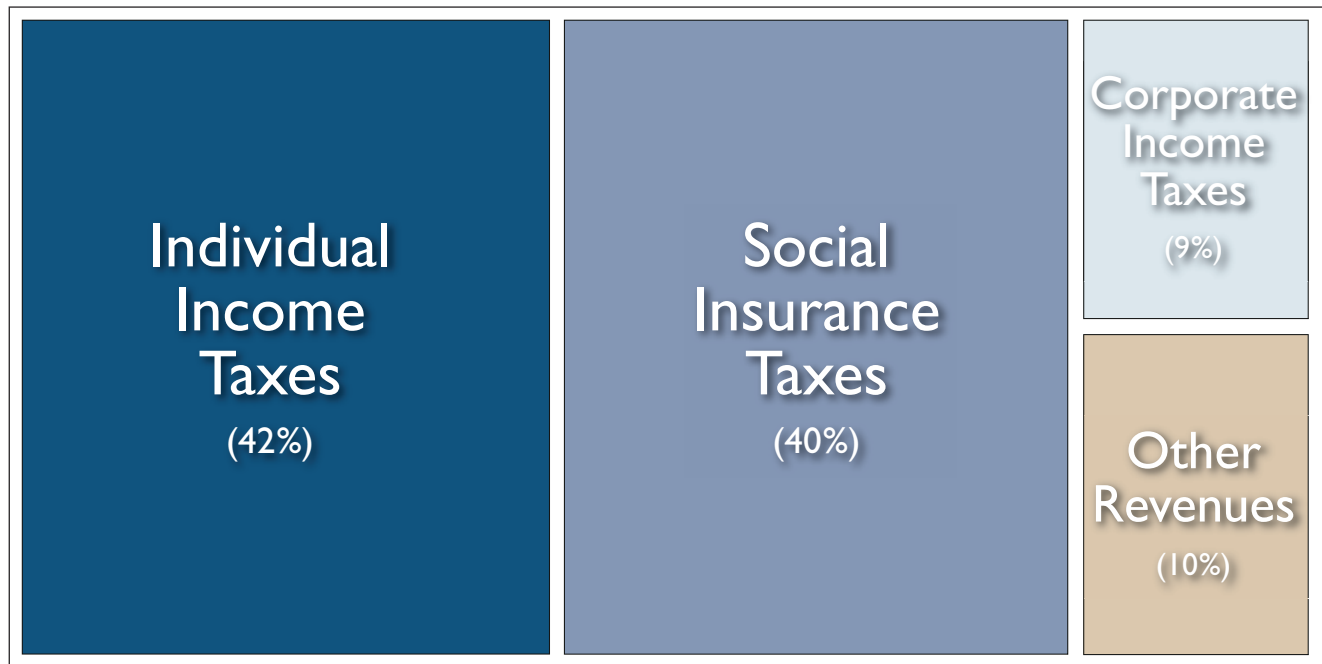 Individual
Income
Taxes
(42%)
Social
Insurance
Taxes
(40%)
Corporate
Income
Taxes
(9%)
Other
Revenues
(10%)